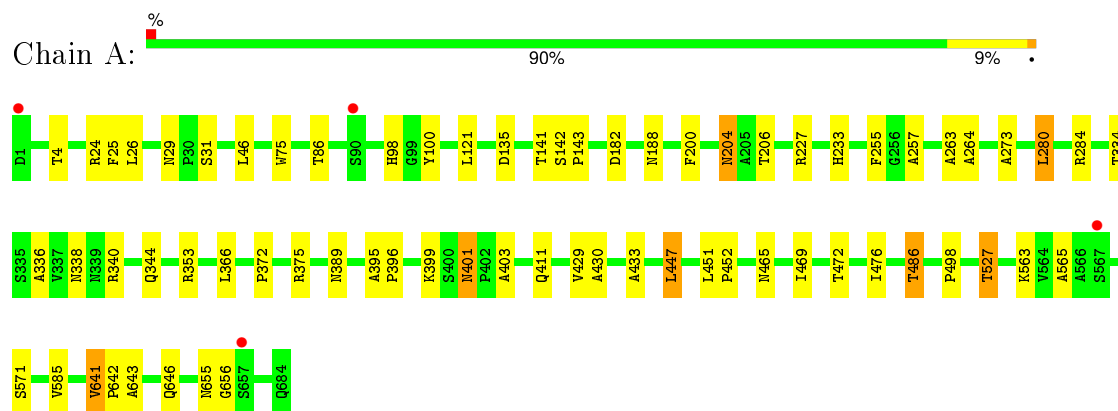 %
Chain A:
90%
9%
•
D1 T4 R24 F25 L26 N29 P30 S31 L46 W75 T86 S90 H98 G99 Y100 L121 D135 T141 S142 P143 D182 N188 F200 N204 A205 T206 R227 H233 F255 G256 A257 A263 A264 A273 L280 R284 T334
S335 A336 V337 N338 N339 R340 Q344 R353 L366 P372 R375 N389 A395 P396 K399 S400 N401 P402 A403 Q411 V429 A430 A433 L447 L451 P452 N465 I469 T472 I476 T486 P498 T527 K563 V564 A565 A566 S567
S571 V585 V641 P642 A643 Q646 N655 G656 S657 Q684